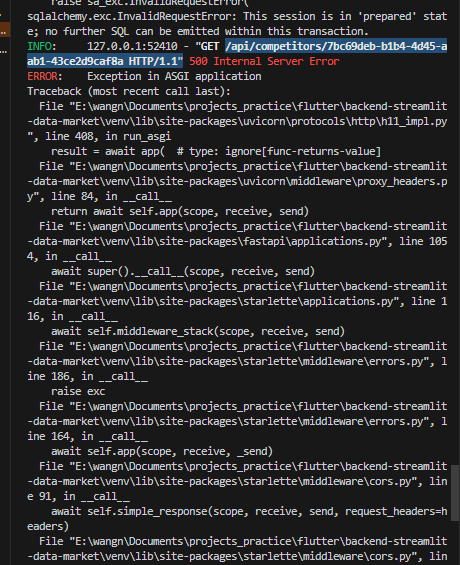 raise sa_exc.InvalidRequestError(
sqlalchemy.exc.InvalidRequestError: This session is in 'prepared' stat
e; no further SQL can be emitted within this transaction.
INFO:     127.0.0.1:52410 - "GET /api/competitors/7bc69deb-b1b4-4d45-a
ab1-43ce2d9caf8a HTTP/1.1" 500 Internal Server Error
ERROR:    Exception in ASGI application
Traceback (most recent call last):
  File "E:\wangn\Documents\projects_practice\flutter\backend-streamlit
-data-market\venv\lib\site-packages\uvicorn\protocols\http\h11_impl.py
", line 408, in run_asgi
    result = await app(  # type: ignore[func-returns-value]
  File "E:\wangn\Documents\projects_practice\flutter\backend-streamlit
-data-market\venv\lib\site-packages\uvicorn\middleware\proxy_headers.p
y", line 84, in __call__
    return await self.app(scope, receive, send)
  File "E:\wangn\Documents\projects_practice\flutter\backend-streamlit
-data-market\venv\lib\site-packages\fastapi\applications.py", line 105
4, in __call__
    await super().__call__(scope, receive, send)
  File "E:\wangn\Documents\projects_practice\flutter\backend-streamlit
-data-market\venv\lib\site-packages\starlette\applications.py", line 1
16, in __call__
    await self.middleware_stack(scope, receive, send)
  File "E:\wangn\Documents\projects_practice\flutter\backend-streamlit
-data-market\venv\lib\site-packages\starlette\middleware\errors.py", l
ine 186, in __call__
    raise exc
  File "E:\wangn\Documents\projects_practice\flutter\backend-streamlit
-data-market\venv\lib\site-packages\starlette\middleware\errors.py", l
ine 164, in __call__
    await self.app(scope, receive, _send)
  File "E:\wangn\Documents\projects_practice\flutter\backend-streamlit
-data-market\venv\lib\site-packages\starlette\middleware\cors.py", lin
e 91, in __call__
    await self.simple_response(scope, receive, send, request_headers=h
eaders)
  File "E:\wangn\Documents\projects_practice\flutter\backend-streamlit
-data-market\venv\lib\site-packages\starlette\middleware\cors.py", lin